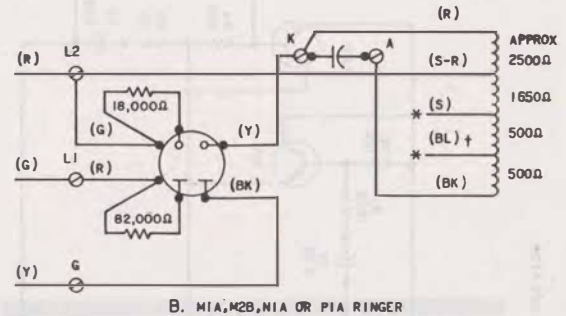 (R)
K A APPROX
L2 2500Ω
(R) (S-R)
18,000Ω 1650Ω
(S)
(G) (Y) 500Ω
(BL) †
L1
(G) (R) 500Ω
(BK) (BK)
82,000Ω
G
(Y)
B. M1A, M2B, N1A OR P1A RINGER